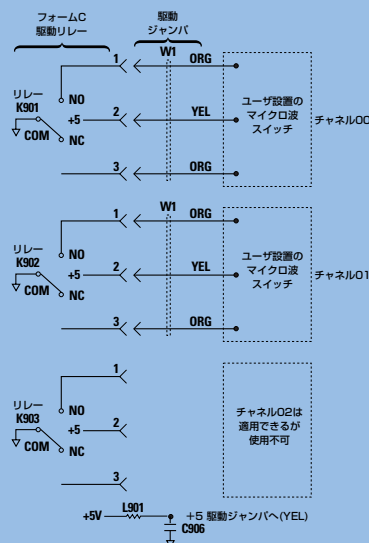 フォームC
駆動リレー
駆動
ジャンパ
W1
1
ORG
リレー
K901
NO
+5
2
YEL
COM
NC
3
ORG
ユーザ設置の
マイクロ波
スイッチ
チャネル00
W1
1
ORG
リレー
K902
NO
+5
2
YEL
COM
NC
3
ORG
ユーザ設置の
マイクロ波
スイッチ
チャネル01
1
リレー
K903
NO
+5
2
COM
NC
3
チャネル02は
適用できるが
使用不可
+5V
L901
+5 駆動ジャンパへ(YEL)
C906